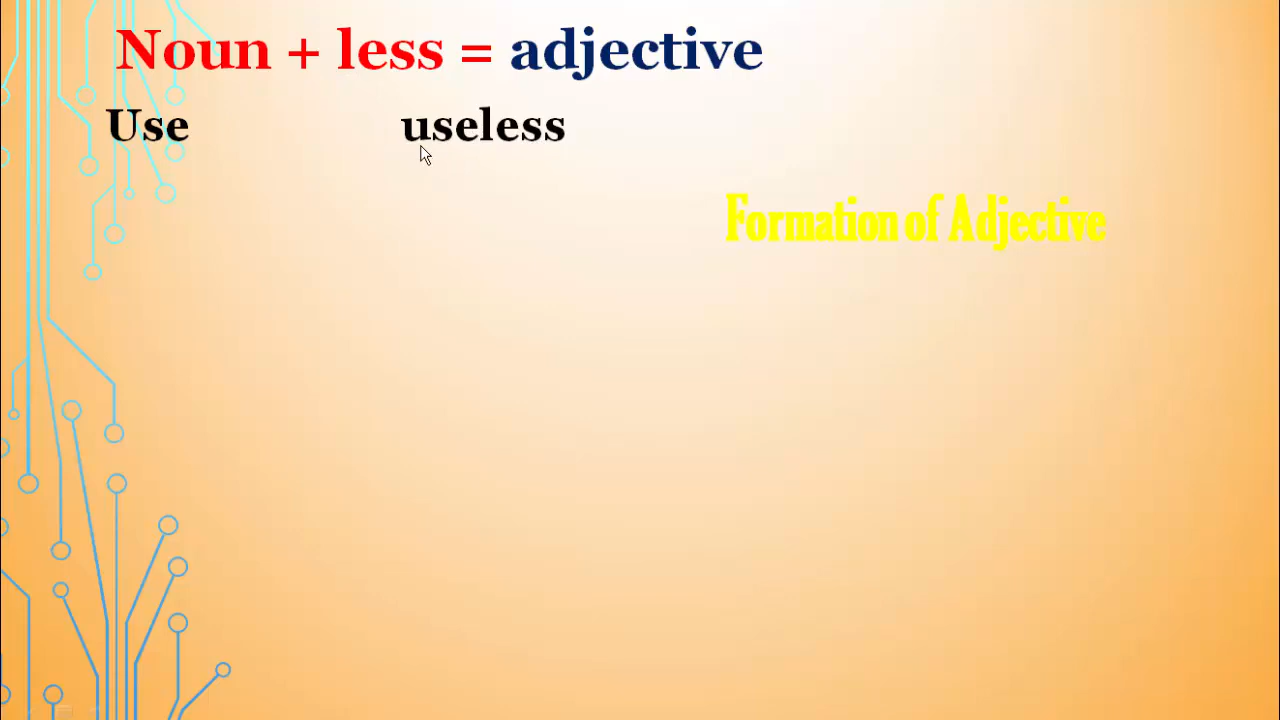 Noun + less = adjective
Use useless
Formation of Adjective